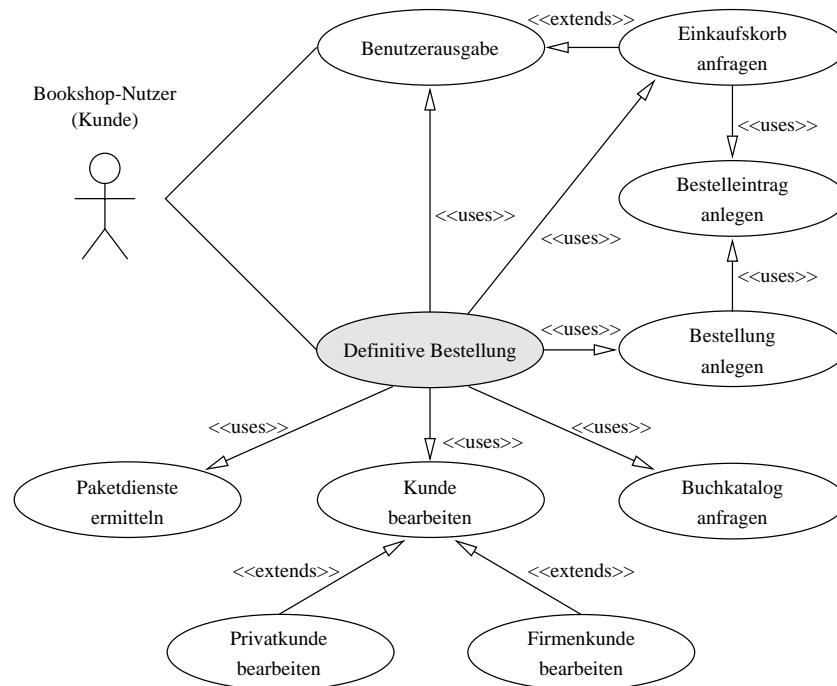 <<extends>>
Benutzerausgabe
Einkaufskorb
anfragen
Bookshop-Nutzer
(Kunde)
<<uses>>
Bestelleintrag
anlegen
<<uses>>
<<uses>>
<<uses>>
Definitive Bestellung
<<uses>>
Bestellung
anlegen
<<uses>>
<<uses>>
<<uses>>
Paketdienste
ermitteln
Kunde
bearbeiten
Buchkatalog
anfragen
<<extends>>
<<extends>>
Privatkunde
bearbeiten
Firmenkunde
bearbeiten